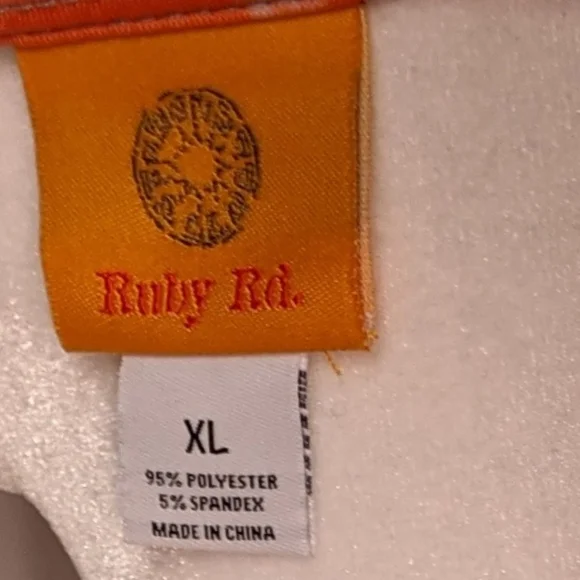 Ruby Rd.
XL
95% POLYESTER
5% SPANDEX
MADE IN CHINA